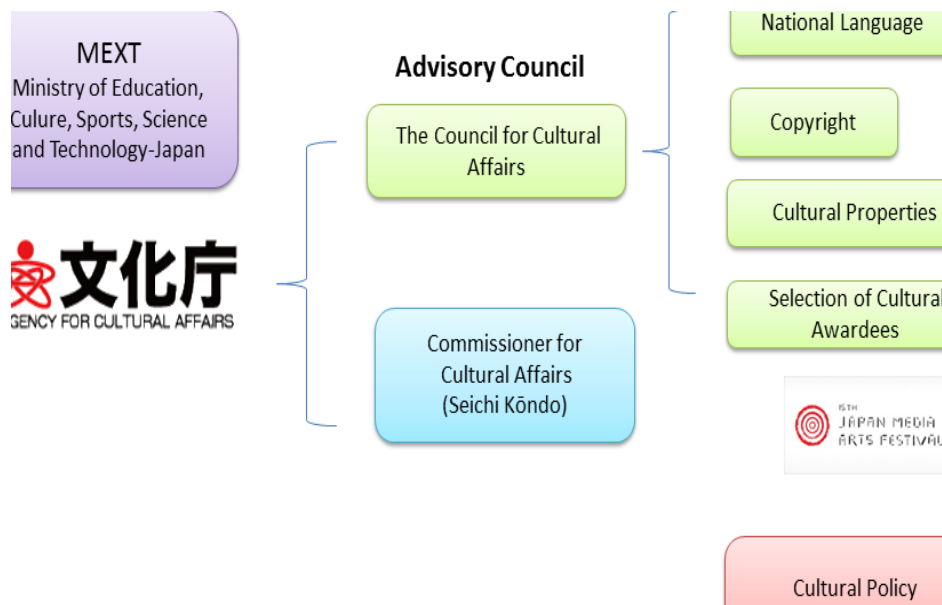 MEXT
Ministry of Education,
Culure, Sports, Science
and Technology-Japan
文化庁
GENCY FOR CULTURAL AFFAIRS
Advisory Council
The Council for Cultural
Affairs
Commissioner for
Cultural Affairs
(Seichi Kōndo)
National Language
Copyright
Cultural Properties
Selection of Cultural
Awardees
15TH
JAPAN MEDIA
ARTS FESTIVAL
Cultural Policy